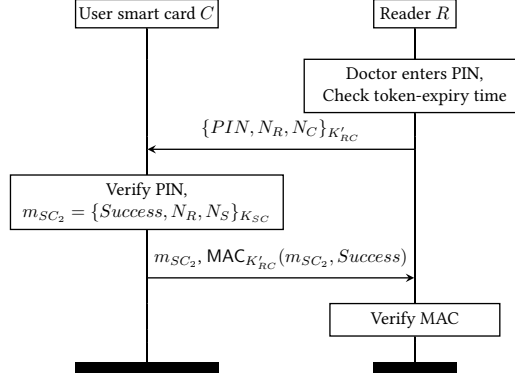 User smart card C
Reader R
Doctor enters PIN,
Check token-expiry time
{PIN, N_R, N_C}_{K'_{RC}}
Verify PIN,
m_{SC_2} = {Success, N_R, N_S}_{K_{SC}}
m_{SC_2}, MAC_{K'_{RC}}(m_{SC_2}, Success)
Verify MAC